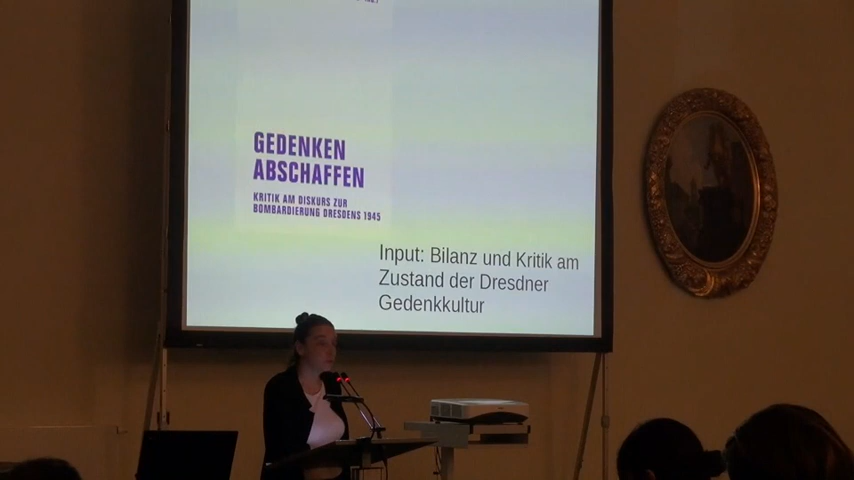 GEDENKEN
ABSCHAFFEN
KRITIK AM DISKURS ZUR
BOMBARDIERUNG DRESDENS 1945
Input: Bilanz und Kritik am
Zustand der Dresdner
Gedenkkultur